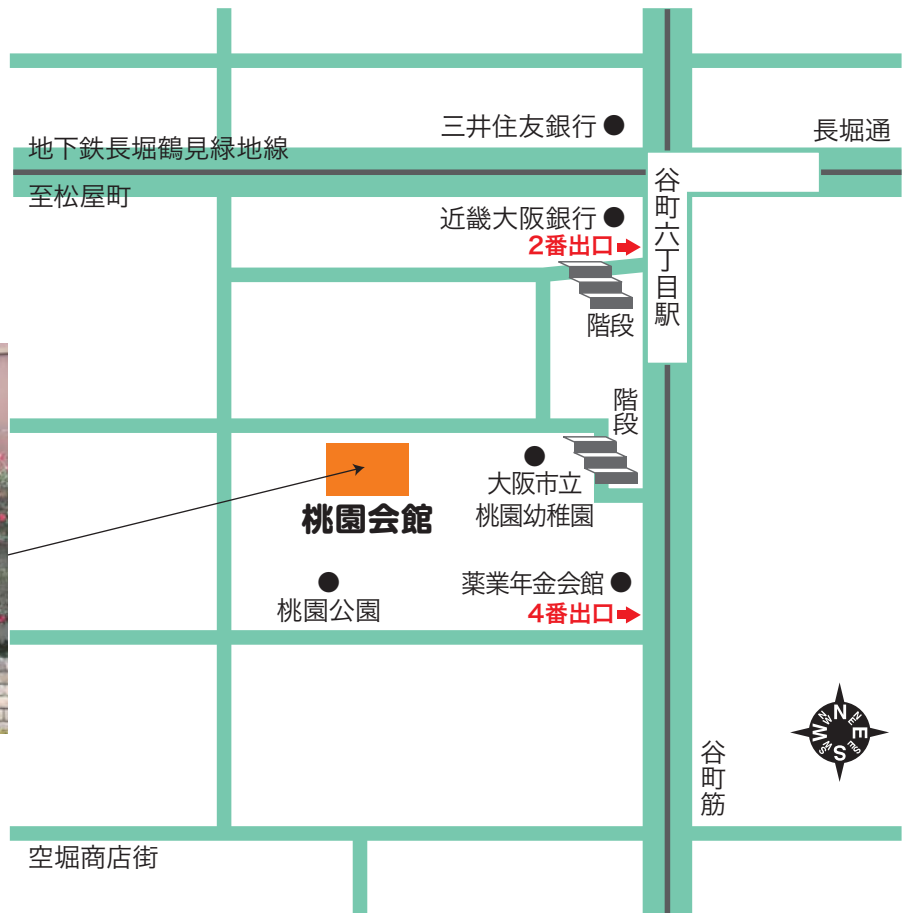 三井住友銀行
長堀通
地下鉄長堀鶴見緑地線
至松屋町
谷町六丁目駅
近畿大阪銀行
2番出口
階段
階段
大阪市立
桃園幼稚園
桃園会館
薬業年金会館
桃園公園
4番出口
N
NW
NE
W
E
SW
SE
S
谷町筋
空堀商店街